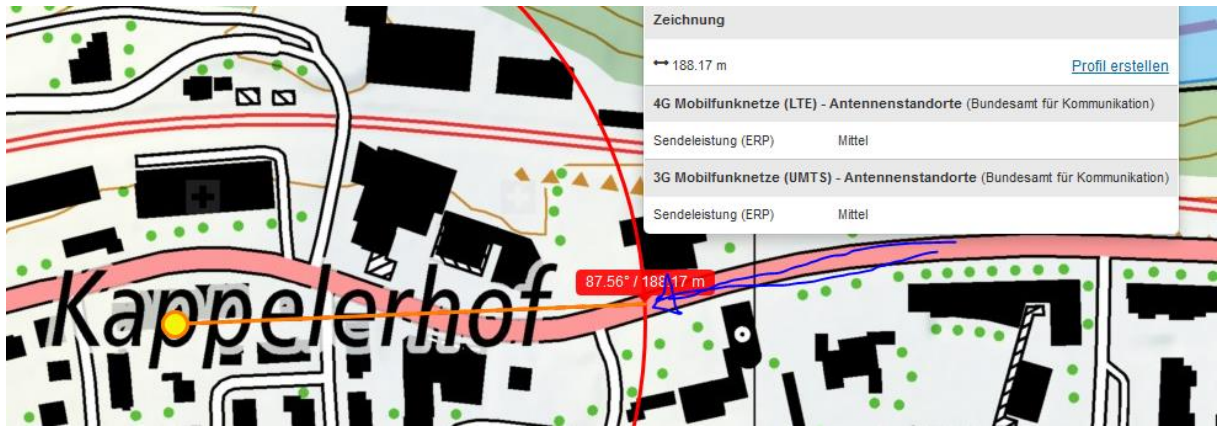 Zeichnung
↔ 188.17 m Profil erstellen
4G Mobilfunknetze (LTE) - Antennenstandorte (Bundesamt für Kommunikation)
Sendeleistung (ERP) Mittel
3G Mobilfunknetze (UMTS) - Antennenstandorte (Bundesamt für Kommunikation)
Sendeleistung (ERP) Mittel
87.56° / 188.17 m
Kappelerhof